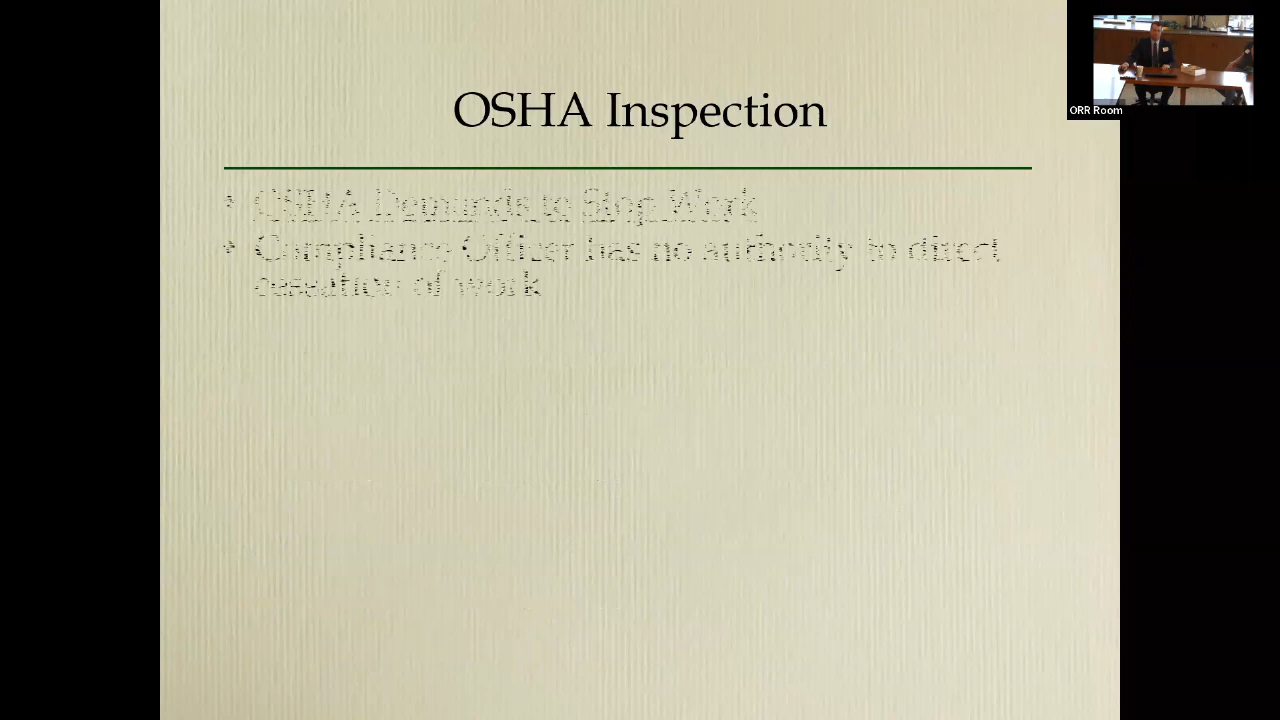 OSHA Inspection
• OSHA Demands to Stop Work
• Compliance Officer has no authority to direct
cessation of work
ORR Room